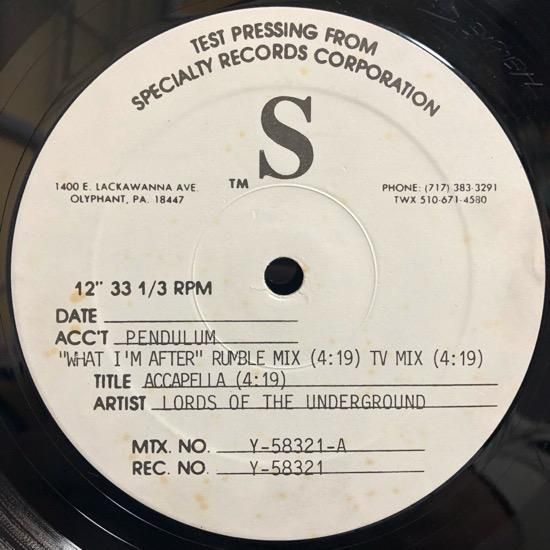 TEST PRESSING FROM
SPECIALTY RECORDS CORPORATION
S
TM
1400 E. LACKAWANNA AVE.
OLYPHANT, PA. 18447
PHONE: (717) 383-3291
TWX 510-671-4580
12" 33 1/3 RPM
DATE
ACC'T PENDULUM
"WHAT I'M AFTER" RUMBLE MIX (4:19) TV MIX (4:19)
TITLE ACCAPELLA (4:19)
ARTIST LORDS OF THE UNDERGROUND
MTX. NO. Y-58321-A
REC. NO. Y-58321